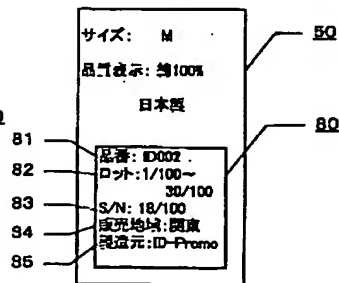 サイズ: M
50
品質表示: 綿100%
日本製
80
81
品番: ID002
82
ロット:1/100~
30/100
83
S/N: 18/100
84
販売地域:関東
85
製造元:ID-Promo